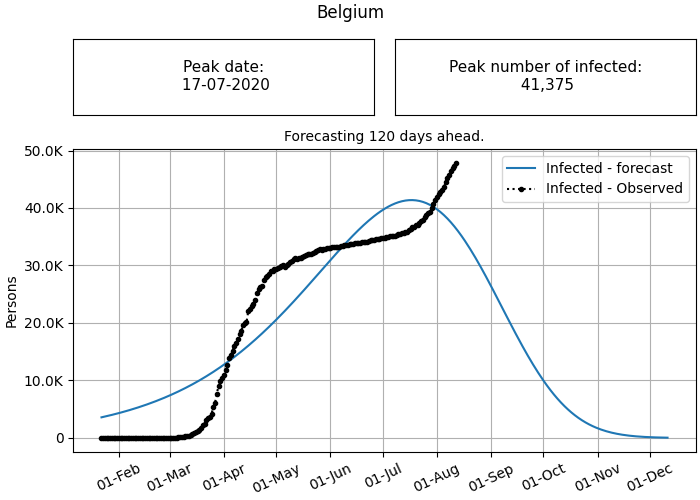 Belgium
Peak date:
17-07-2020
Peak number of infected:
41,375
Forecasting 120 days ahead.
50.0K
40.0K
30.0K
20.0K
10.0K
0
Persons
Infected - forecast
Infected - Observed
01-Feb
01-Mar
01-Apr
01-May
01-Jun
01-Jul
01-Aug
01-Sep
01-Oct
01-Nov
01-Dec